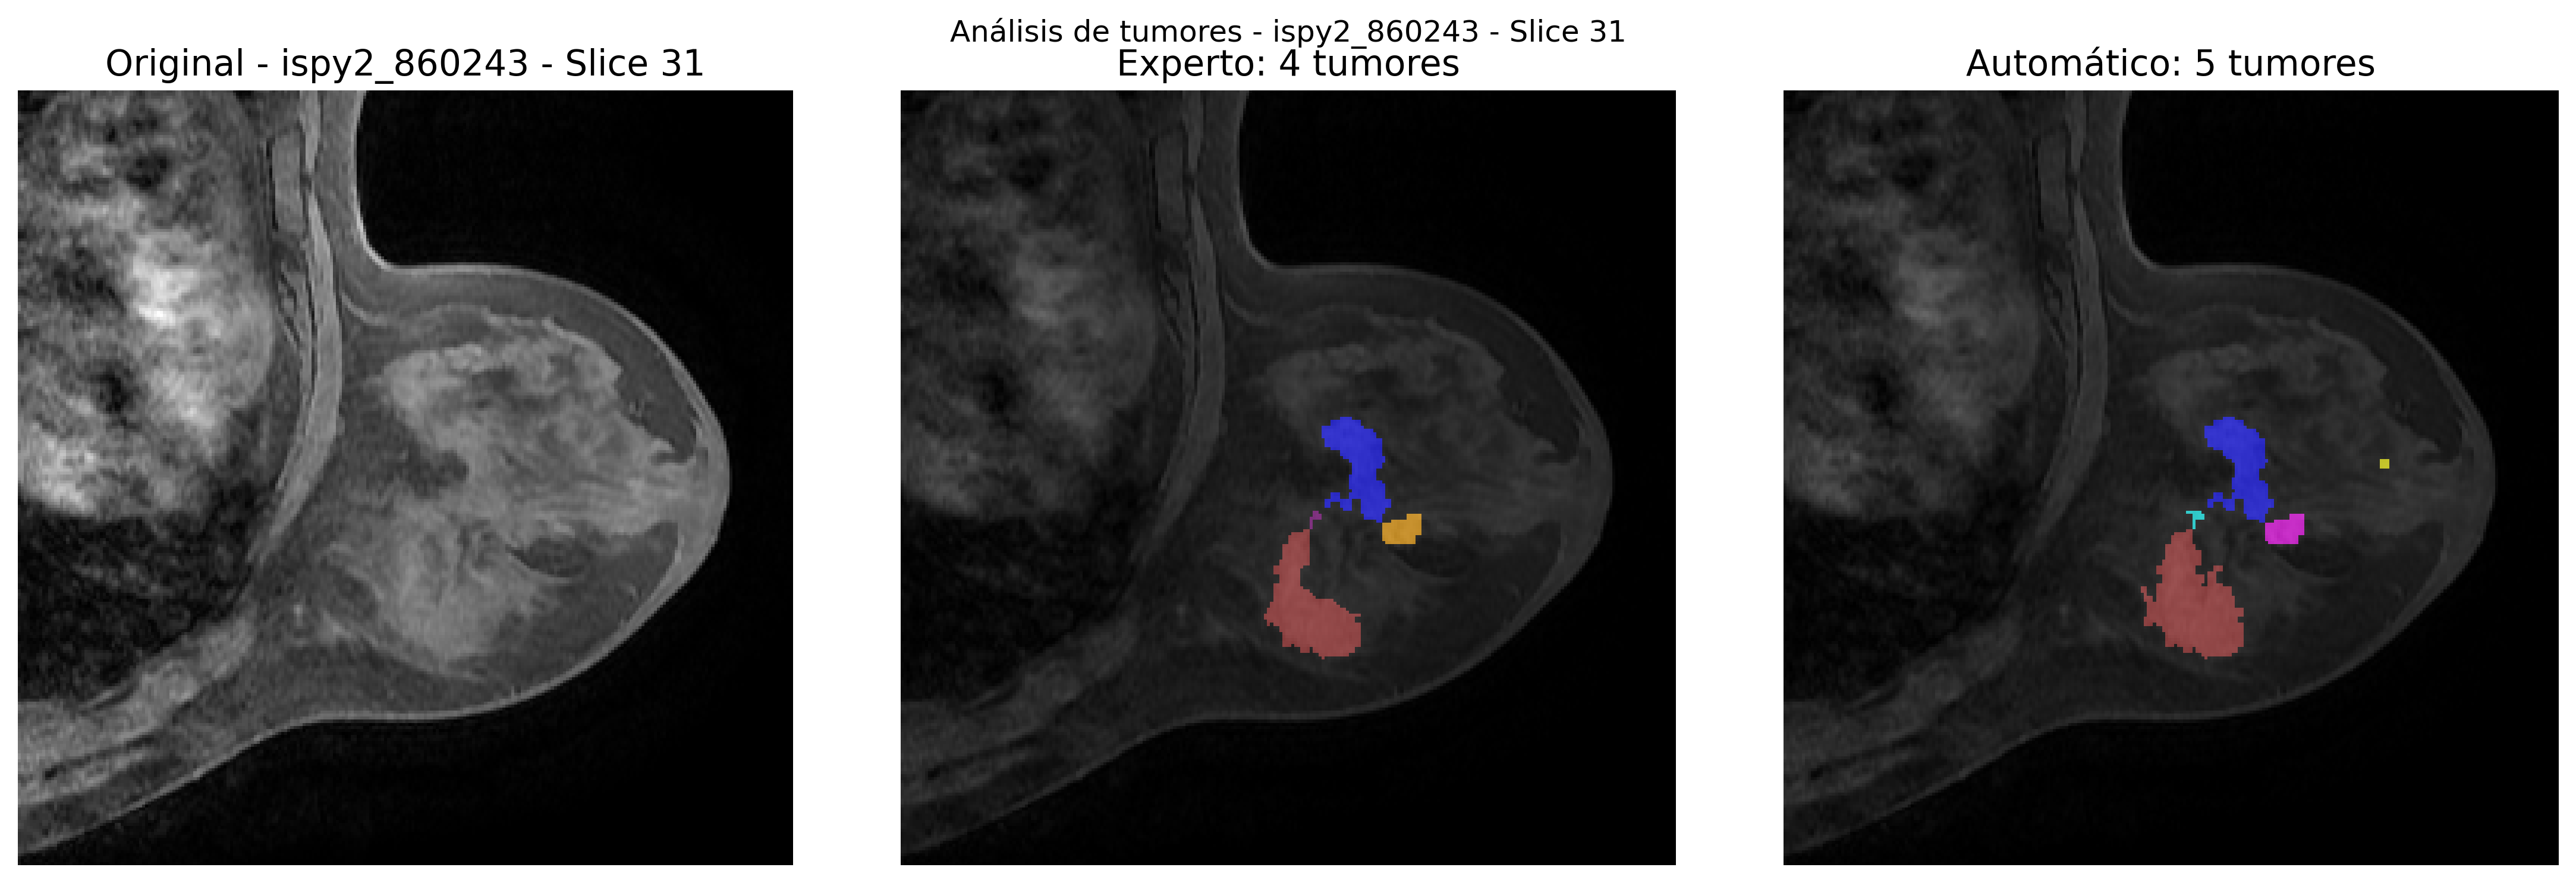 Análisis de tumores - ispy2_860243 - Slice 31
Original - ispy2_860243 - Slice 31
Experto: 4 tumores
Automático: 5 tumores